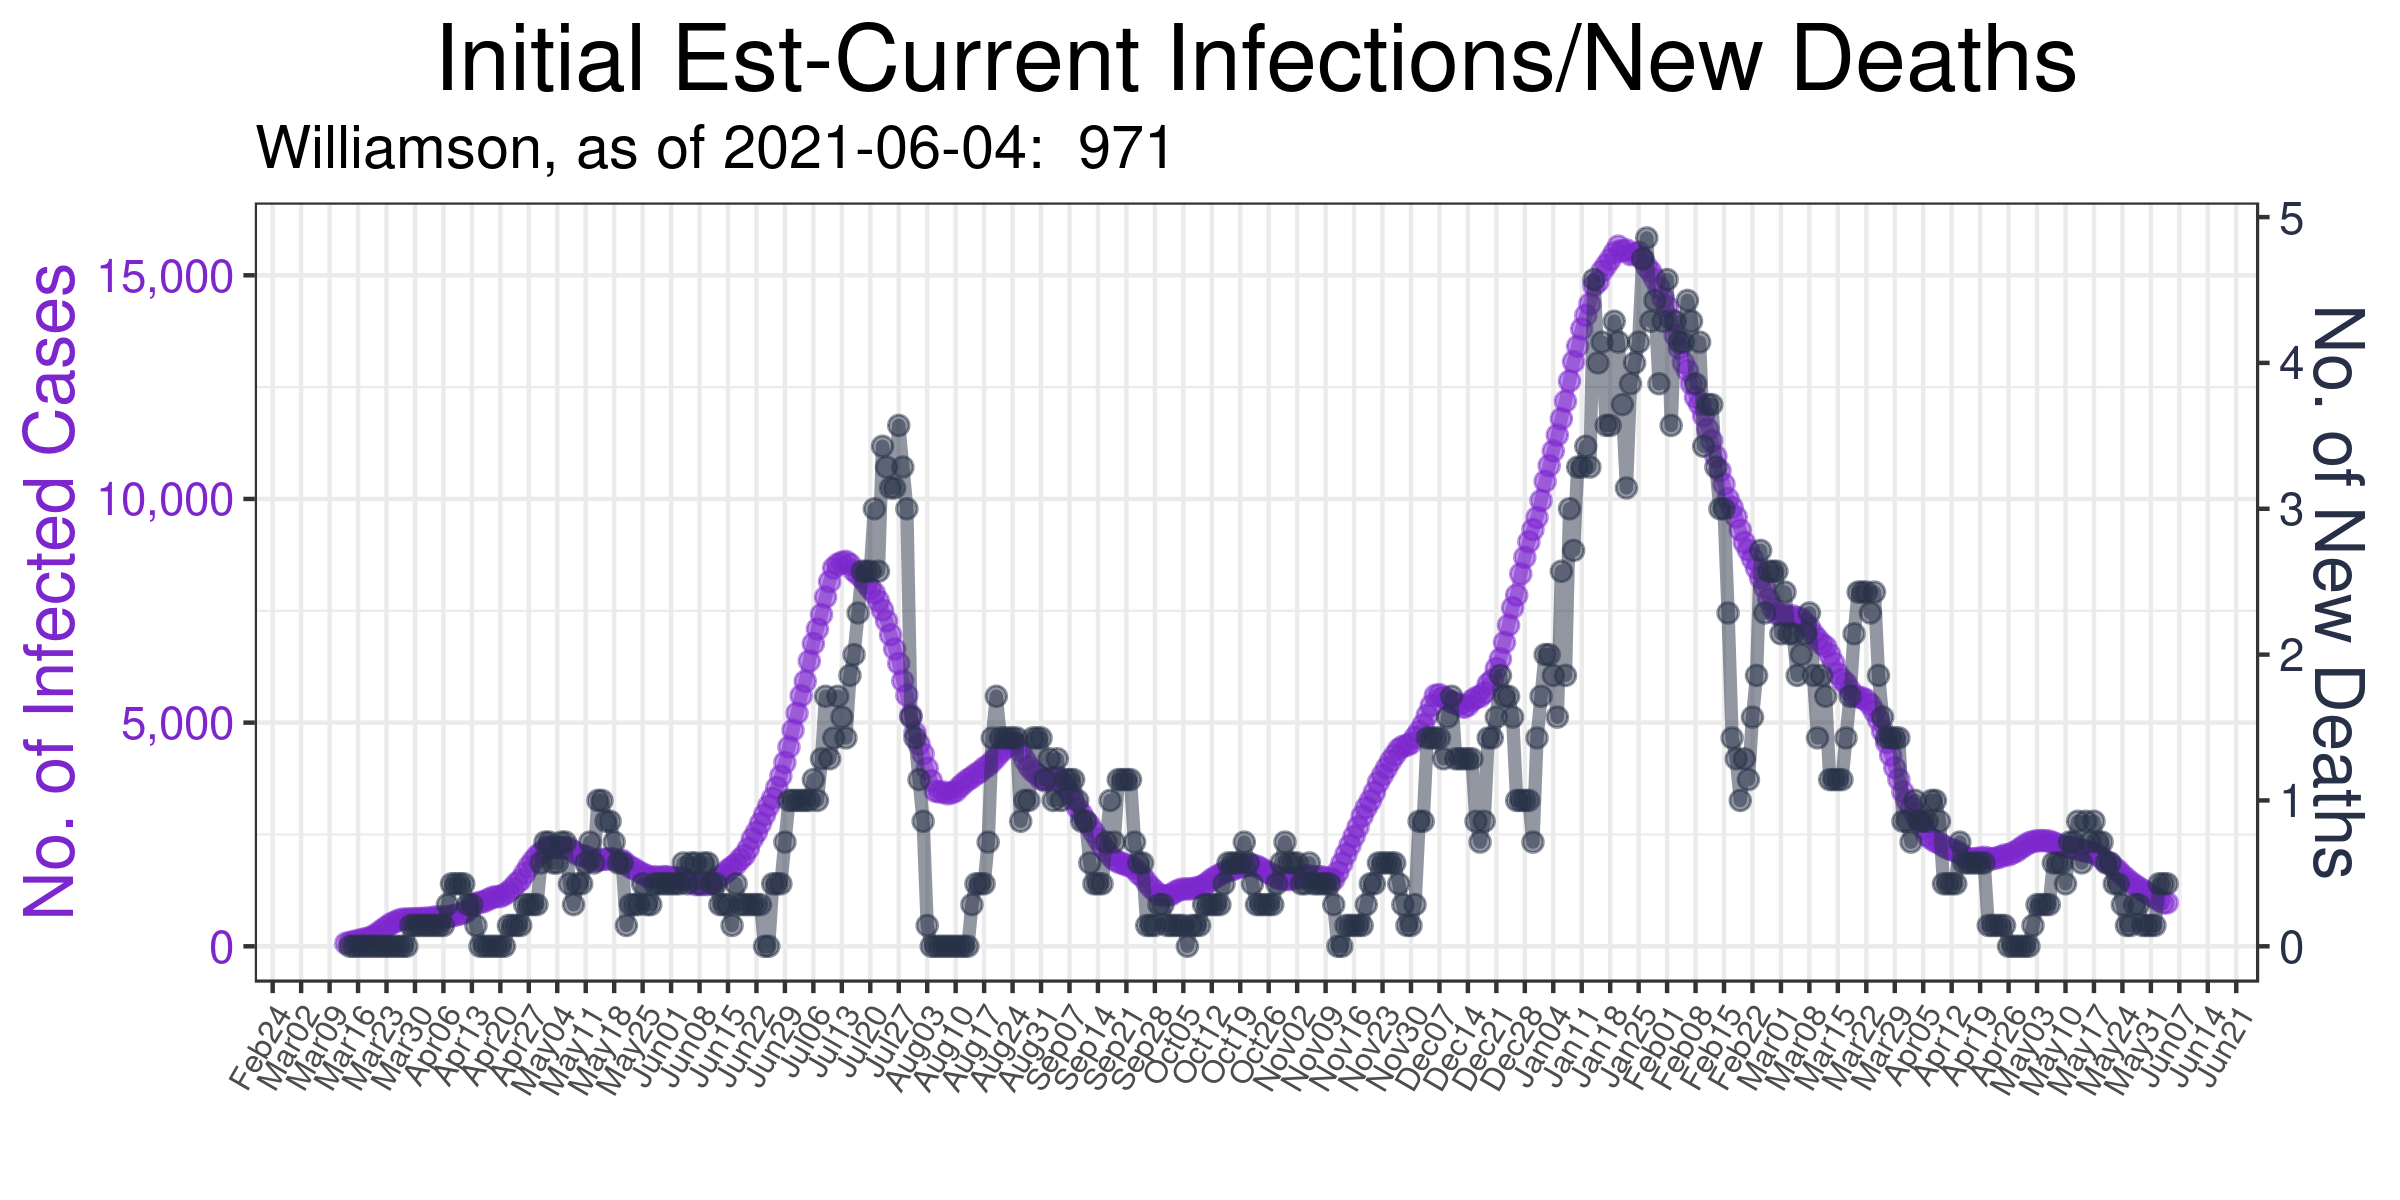 Initial Est-Current Infections/New Deaths
Williamson, as of 2021-06-04:  971
No. of Infected Cases
15,000
10,000
5,000
0
5
4
3
2
1
0
No. of New Deaths
Feb24
Mar02
Mar09
Mar16
Mar23
Mar30
Apr06
Apr13
Apr20
Apr27
May04
May11
May18
May25
Jun01
Jun08
Jun15
Jun22
Jun29
Jul06
Jul13
Jul20
Jul27
Aug03
Aug10
Aug17
Aug24
Aug31
Sep07
Sep14
Sep21
Sep28
Oct05
Oct12
Oct19
Oct26
Nov02
Nov09
Nov16
Nov23
Nov30
Dec07
Dec14
Dec21
Dec28
Jan04
Jan11
Jan18
Jan25
Feb01
Feb08
Feb15
Feb22
Mar01
Mar08
Mar15
Mar22
Mar29
Apr05
Apr12
Apr19
Apr26
May03
May10
May17
May24
May31
Jun07
Jun14
Jun21